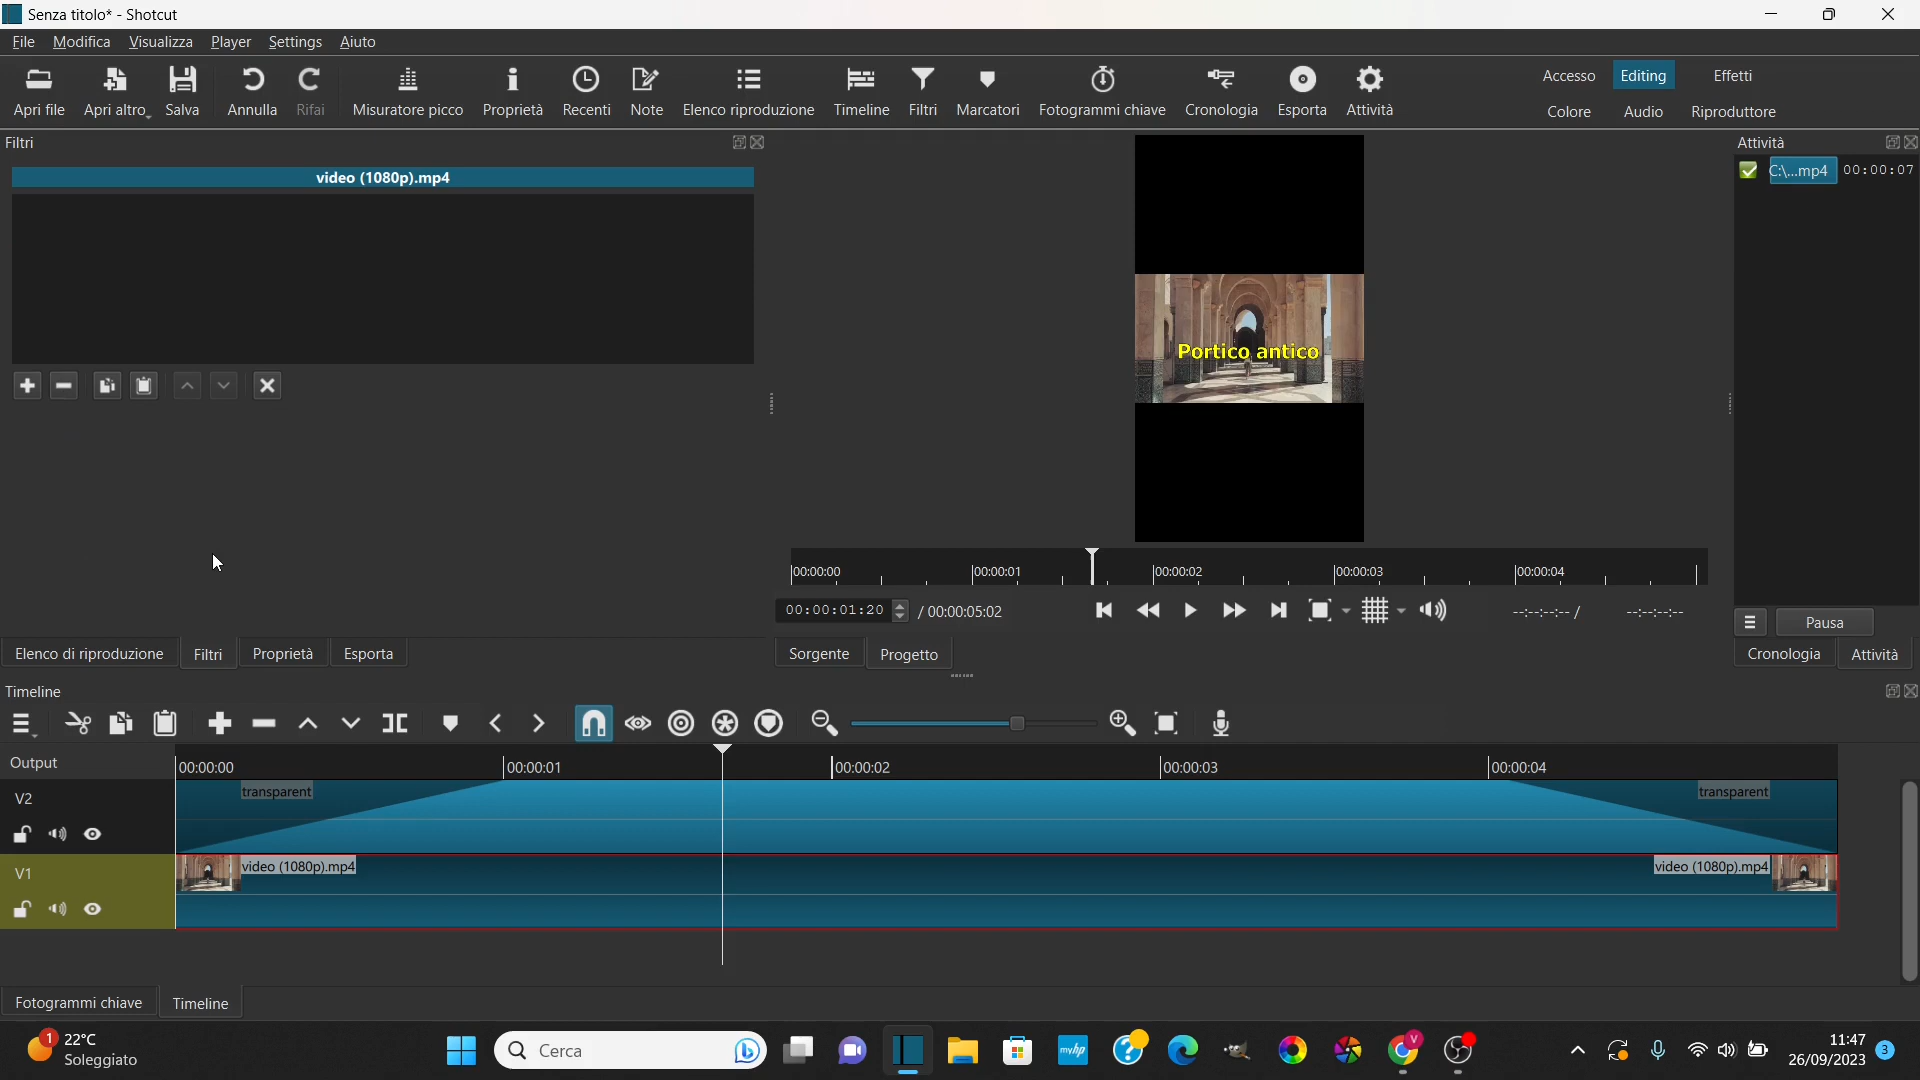 Senza titolo* - Shotcut
File Modifica Visualizza Player Settings Aiuto
Apri file Apri altro Salva Annulla Rifai Misuratore picco Proprietà Recenti Note Elenco riproduzione Timeline Filtri Marcatori Fotogrammi chiave Cronologia Esporta Attività
Accesso Editing Effetti
Colore Audio Riproduttore
Filtri
video (1080p).mp4
Portico antico
Attività
C:\...mp4 00:00:07
00:00:00 00:00:01 00:00:02 00:00:03 00:00:04
00:00:01:20 / 00:00:05:02 --:--:--:-- / --:--:--:--
Pausa
Elenco di riproduzione Filtri Proprietà Esporta
Sorgente Progetto
Cronologia Attività
Timeline
Output
00:00:00 00:00:01 00:00:02 00:00:03 00:00:04
V2
transparent transparent
V1
video (1080p).mp4 video (1080p).mp4
Fotogrammi chiave Timeline
1
22°C
Soleggiato
Cerca
myhp
V
11:47
26/09/2023
3